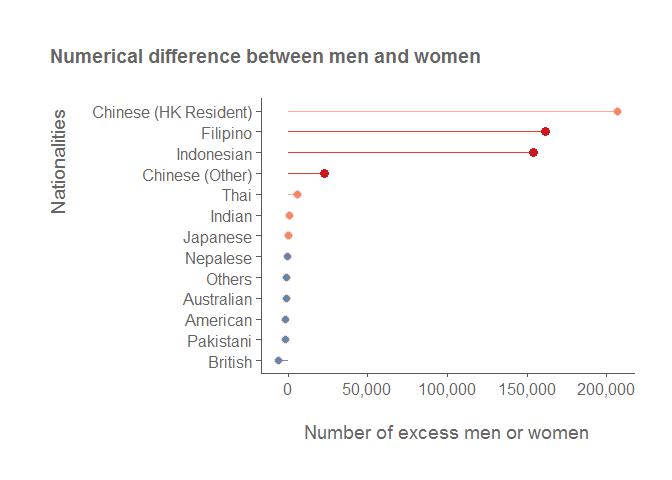 Numerical difference between men and women
Nationalities
Chinese (HK Resident)
Filipino
Indonesian
Chinese (Other)
Thai
Indian
Japanese
Nepalese
Others
Australian
American
Pakistani
British
0 50,000 100,000 150,000 200,000
Number of excess men or women